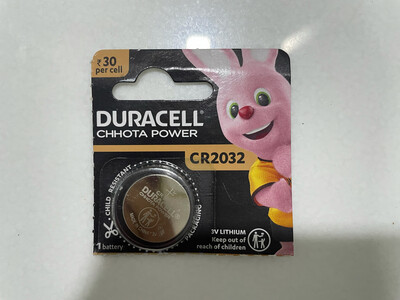 ₹30
per cell
DURACELL
CHHOTA POWER
CR2032
CHILD RESISTANT
PACKAGING
DURACELL
3V LITHIUM
Keep out of
reach of children
1 battery